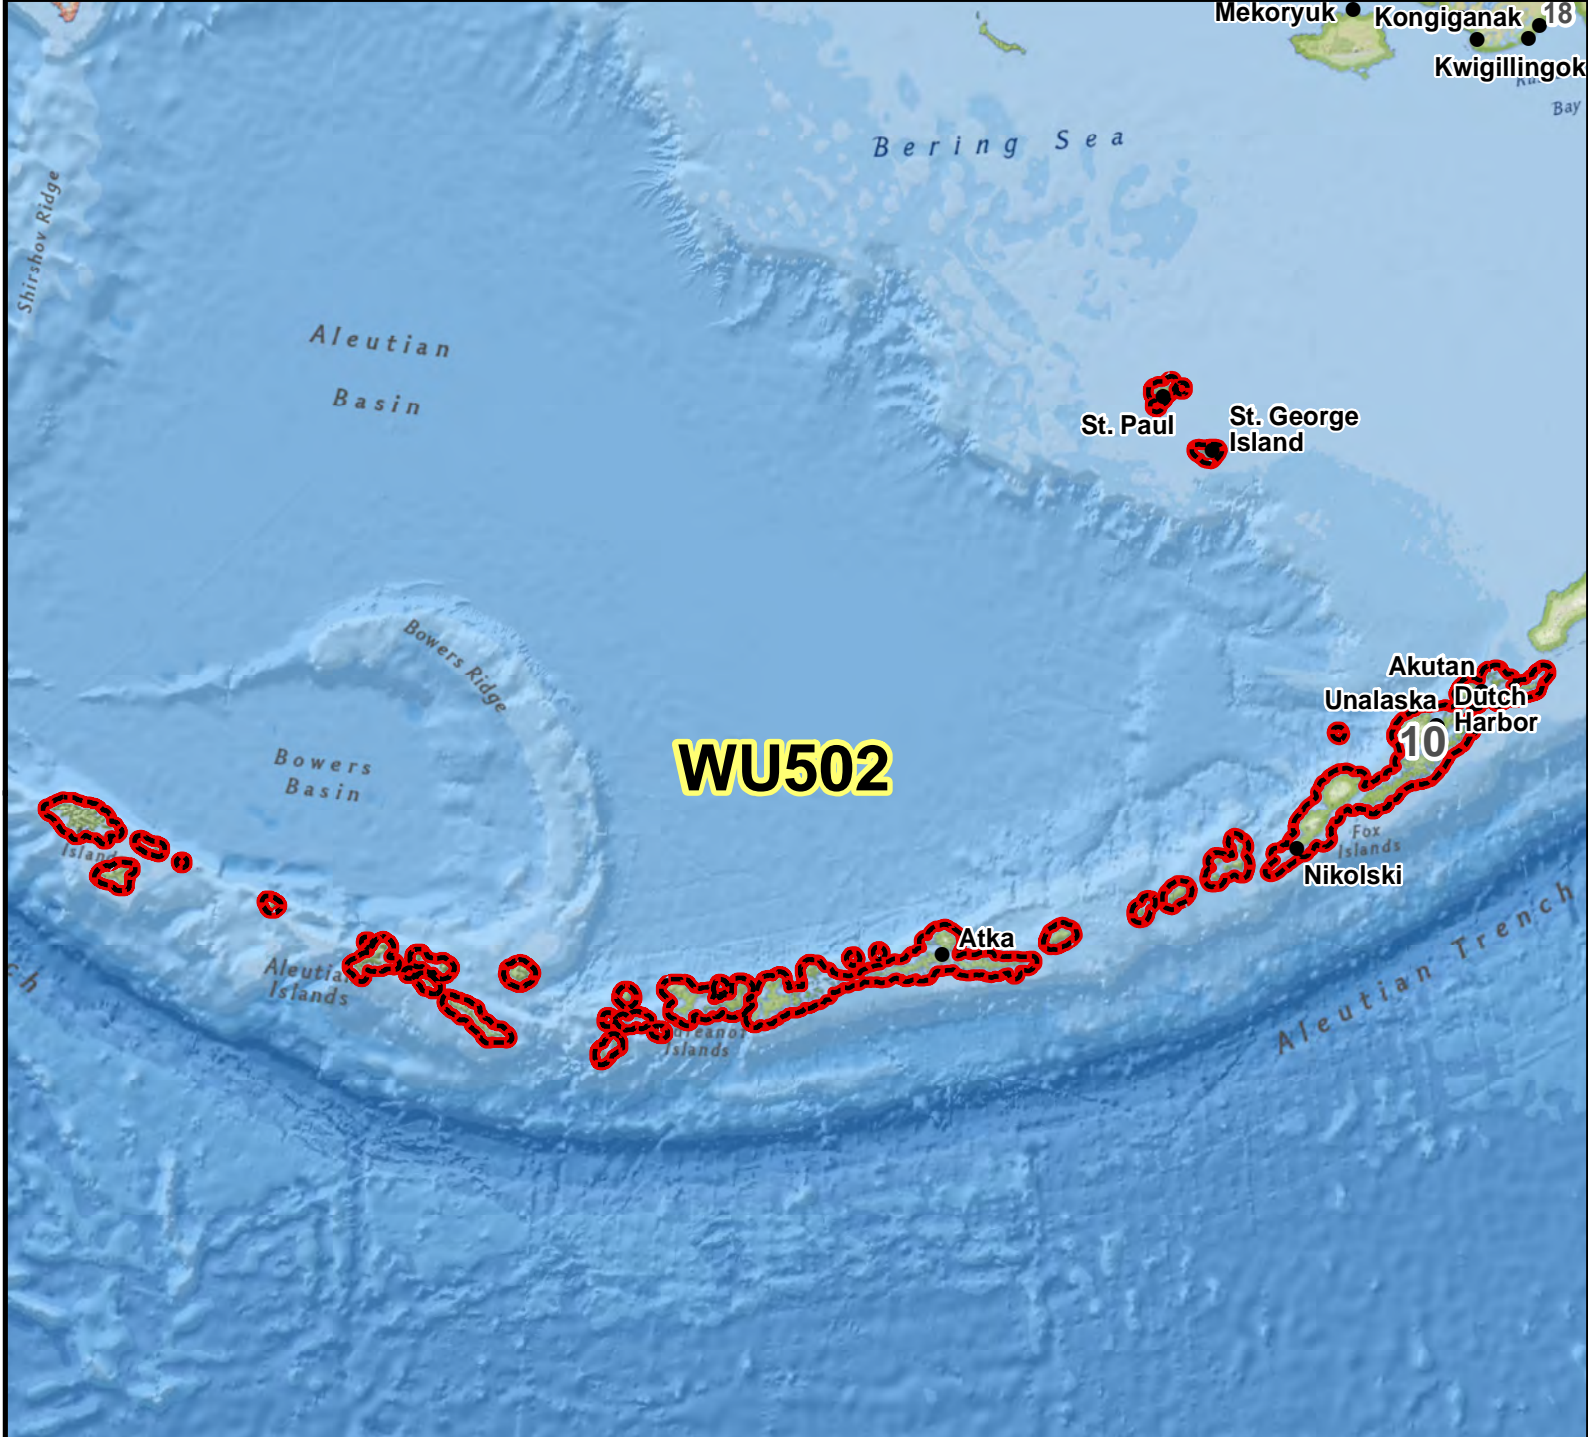 Mekoryuk
Kongiganak
18
Kwigillingok
Bay
Bering Sea
Shirshov Ridge
Aleutian
Basin
St. Paul
St. George
Island
Bowers Ridge
Akutan
Unalaska
Dutch
Harbor
10
WU502
Bowers
Basin
Fox
Islands
Nikolski
Atka
Aleutian
Islands
Islands
Aleutian Trench